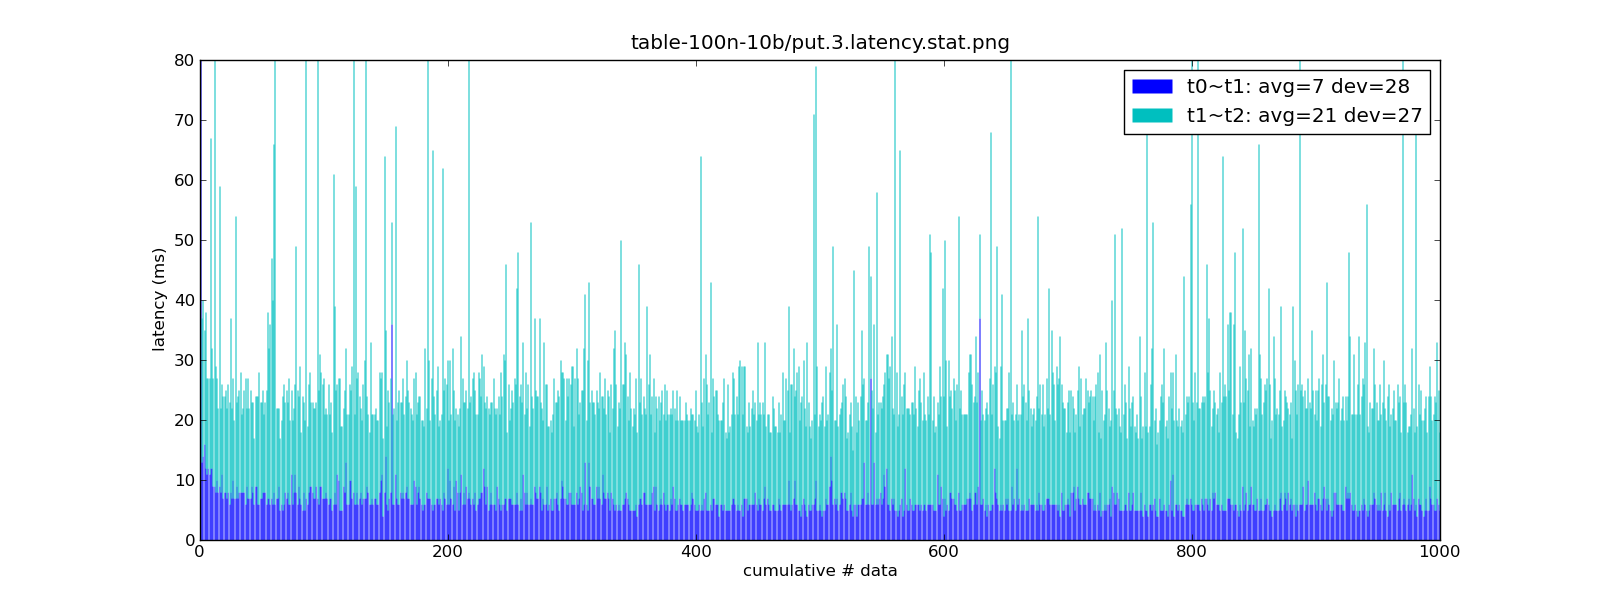 table-100n-10b/put.3.latency.stat.png
80
70
60
50
40
30
20
10
0
latency (ms)
t0~t1: avg=7 dev=28
t1~t2: avg=21 dev=27
0 200 400 600 800 1000
cumulative # data